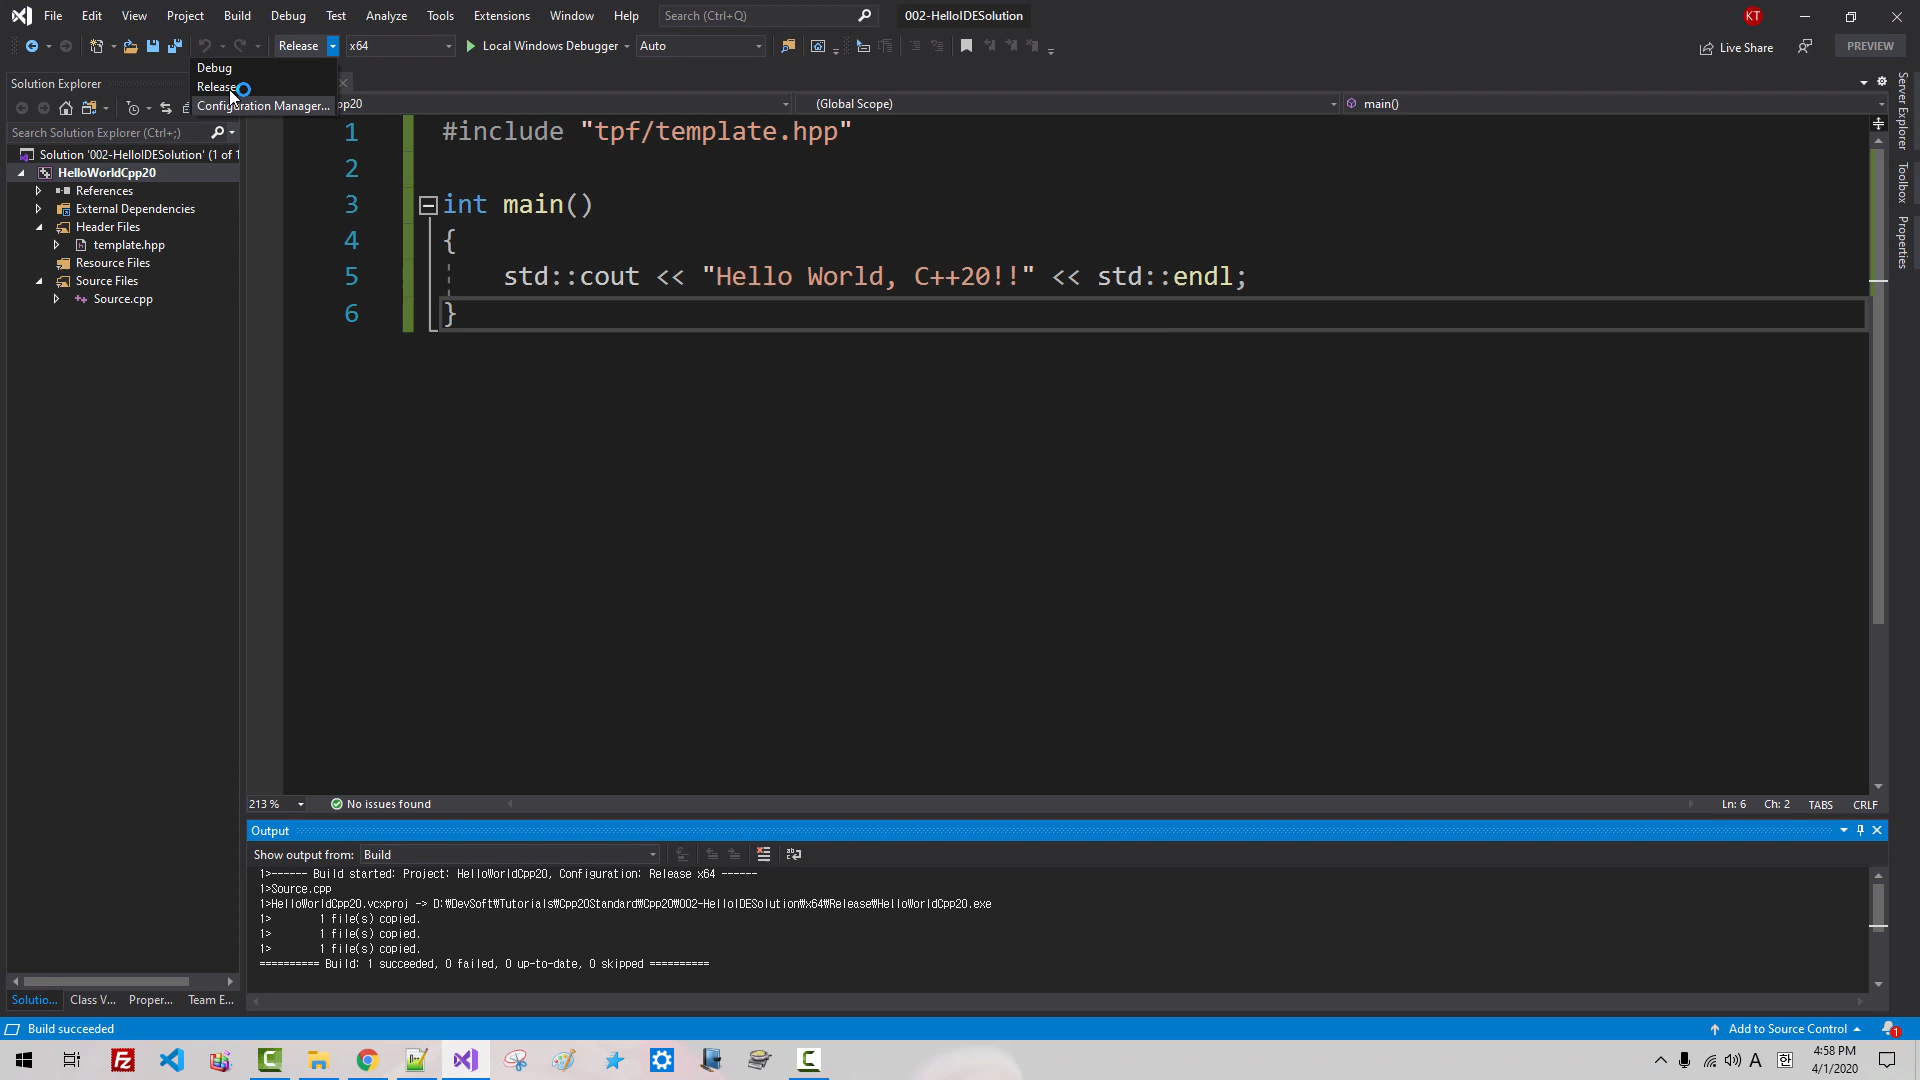 File Edit View Project Build Debug Test Analyze Tools Extensions Window Help Search (Ctrl+Q) 002-HelloIDESolution KT
Release x64 Local Windows Debugger Auto Live Share PREVIEW
Debug
Release
Configuration Manager...
Solution Explorer
pp20 (Global Scope) main()
Search Solution Explorer (Ctrl+;)
Solution '002-HelloIDESolution' (1 of 1
HelloWorldCpp20
References
External Dependencies
Header Files
template.hpp
Resource Files
Source Files
Source.cpp
1 #include "tpf/template.hpp"
2
3 int main()
4 {
5 std::cout << "Hello World, C++20!!" << std::endl;
6 }
Server Explorer
Toolbox
Properties
213 % No issues found Ln: 6 Ch: 2 TABS CRLF
Output
Show output from: Build
1>------ Build started: Project: HelloWorldCpp20, Configuration: Release x64 ------
1>Source.cpp
1>HelloWorldCpp20.vcxproj -> D:₩DevSoft₩Tutorials₩Cpp20Standard₩Cpp20₩002-HelloIDESolution₩x64₩Release₩HelloWorldCpp20.exe
1> 1 file(s) copied.
1> 1 file(s) copied.
1> 1 file(s) copied.
========== Build: 1 succeeded, 0 failed, 0 up-to-date, 0 skipped ==========
Solutio... Class V... Proper... Team E...
Build succeeded Add to Source Control 1
A 한 4:58 PM
4/1/2020